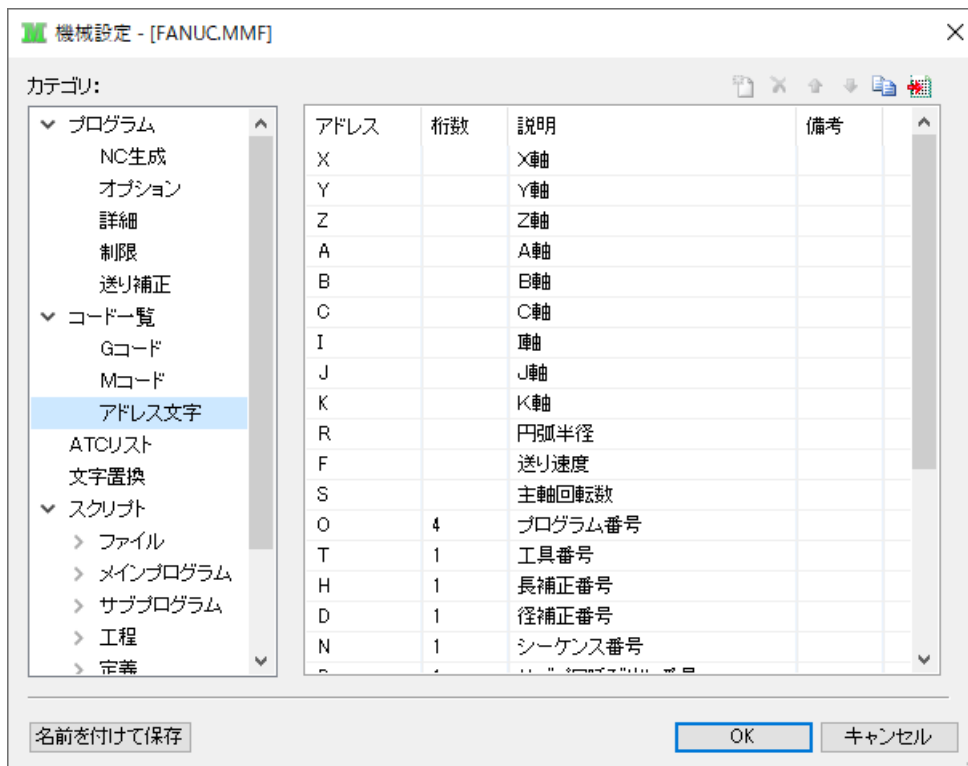 機械設定 - [FANUC.MMF]
カテゴリ:
プログラム
NC生成
オプション
詳細
制限
送り補正
コード一覧
Gコード
Mコード
アドレス文字
ATCリスト
文字置換
スクリプト
ファイル
メインプログラム
サブプログラム
工程
定義
アドレス 桁数 説明 備考
X X軸
Y Y軸
Z Z軸
A A軸
B B軸
C C軸
I I軸
J J軸
K K軸
R 円弧半径
F 送り速度
S 主軸回転数
O 4 プログラム番号
T 1 工具番号
H 1 長補正番号
D 1 径補正番号
N 1 シーケンス番号
名前を付けて保存
OK
キャンセル